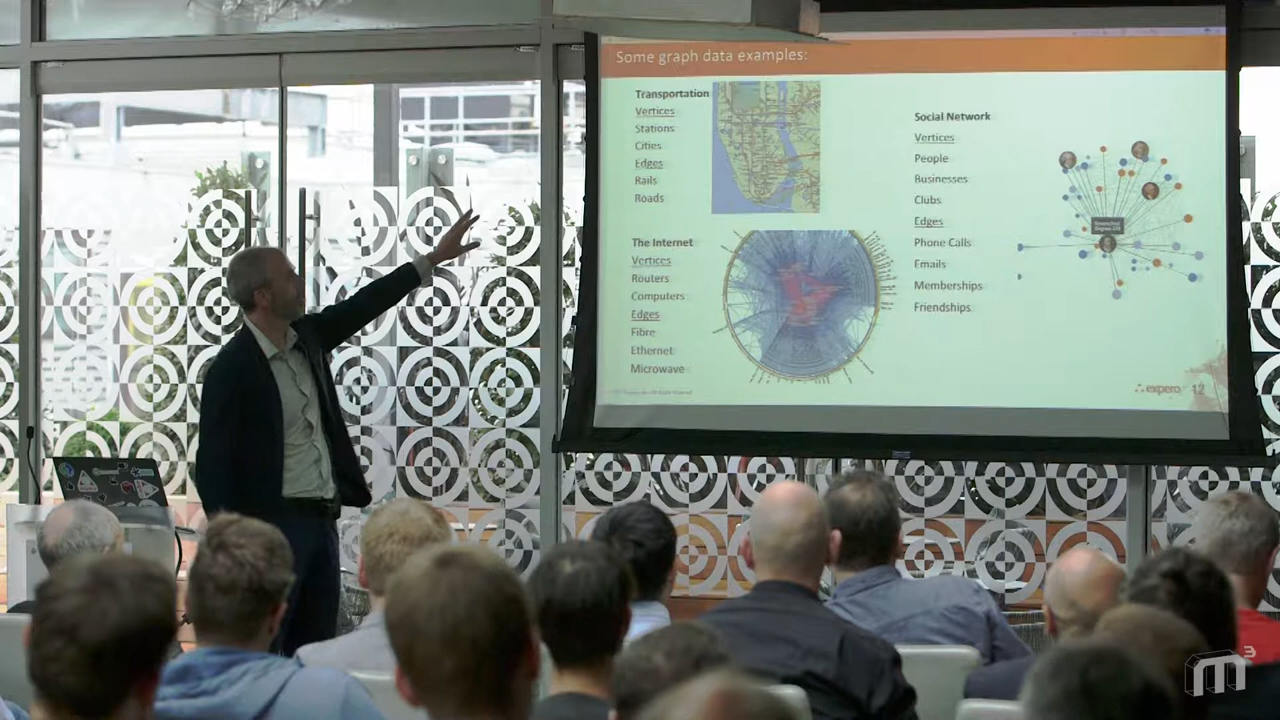 Some graph data examples:
Transportation
Vertices
Stations
Cities
Edges
Rails
Roads
The Internet
Vertices
Routers
Computers
Edges
Fibre
Ethernet
Microwave
Social Network
Vertices
People
Businesses
Clubs
Edges
Phone Calls
Emails
Memberships
Friendships
expero 12
m3